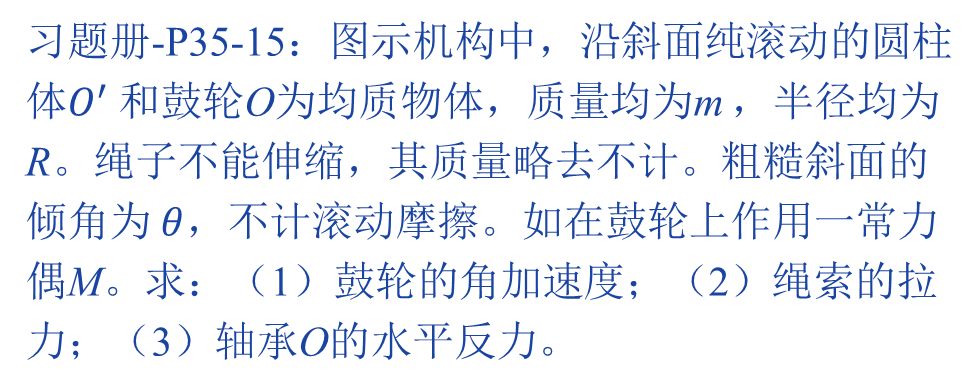 习题册-P35-15：图示机构中，沿斜面纯滚动的圆柱
体O′ 和鼓轮O为均质物体，质量均为m，半径均为
R。绳子不能伸缩，其质量略去不计。粗糙斜面的
倾角为 θ，不计滚动摩擦。如在鼓轮上作用一常力
偶M。求：（1）鼓轮的角加速度；（2）绳索的拉
力；（3）轴承O的水平反力。